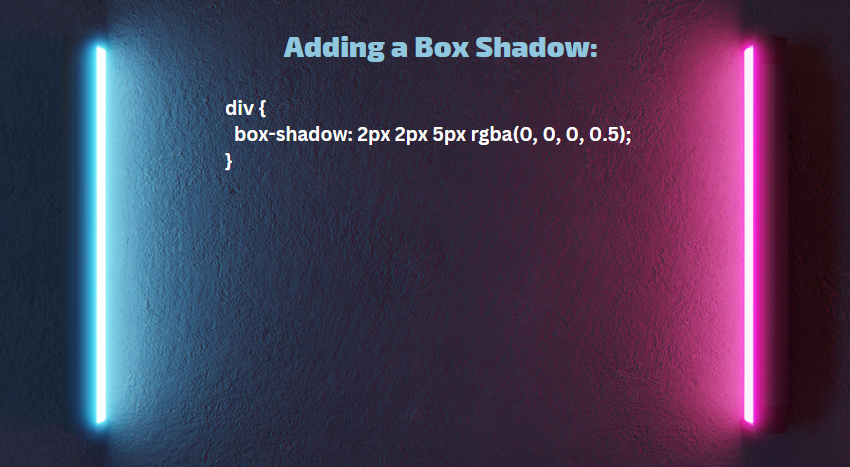 Adding a Box Shadow:
div {
  box-shadow: 2px 2px 5px rgba(0, 0, 0, 0.5);
}